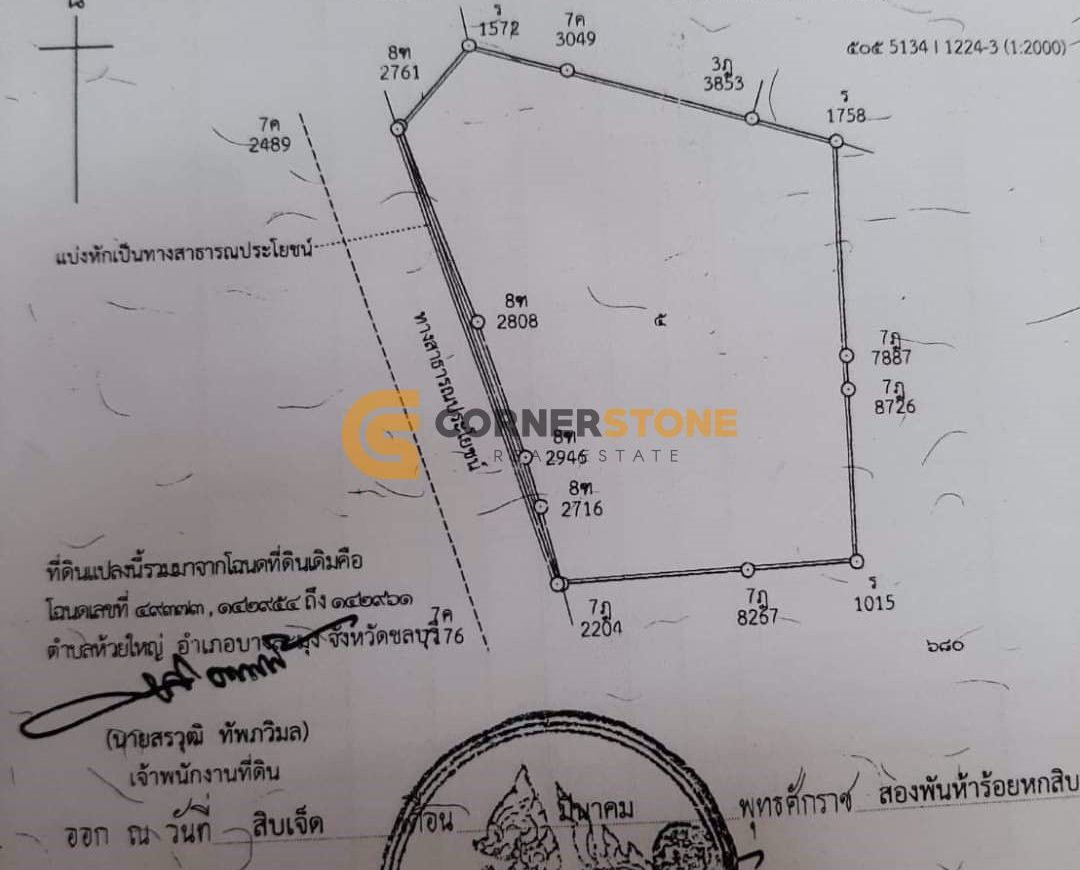 น
ร
1572
7ค
3049
๕๐๕ 5134 I 1224-3 (1:2000)
8ฑ
2761
3ฎ
3853
ร
1758
7ค
2489
แบ่งหักเป็นทางสาธารณประโยชน์
8ฑ
2808
๕
ทางสาธารณประโยชน์
7ฎ
7887
7ฎ
8726
CORNERSTONE
REAL ESTATE
8ฑ
2946
8ฑ
2716
ที่ดินแปลงนี้รวมมาจากโฉนดที่ดินเดิมคือ
โฉนดเลขที่ ๔๙๓๗๓ , ๑๔๒๙๕๔ ถึง ๑๔๒๙๖๑
ตำบลห้วยใหญ่ อำเภอบางละมุง จังหวัดชลบุรี
7ค
76
7ฎ
2204
7ฎ
8267
ร
1015
๖๘๐
(นายสรวุฒิ ทัพภวิมล)
เจ้าพนักงานที่ดิน
ออก ณ วันที่ สิบเจ็ด เดือน มีนาคม พุทธศักราช สองพันห้าร้อยหกสิบ